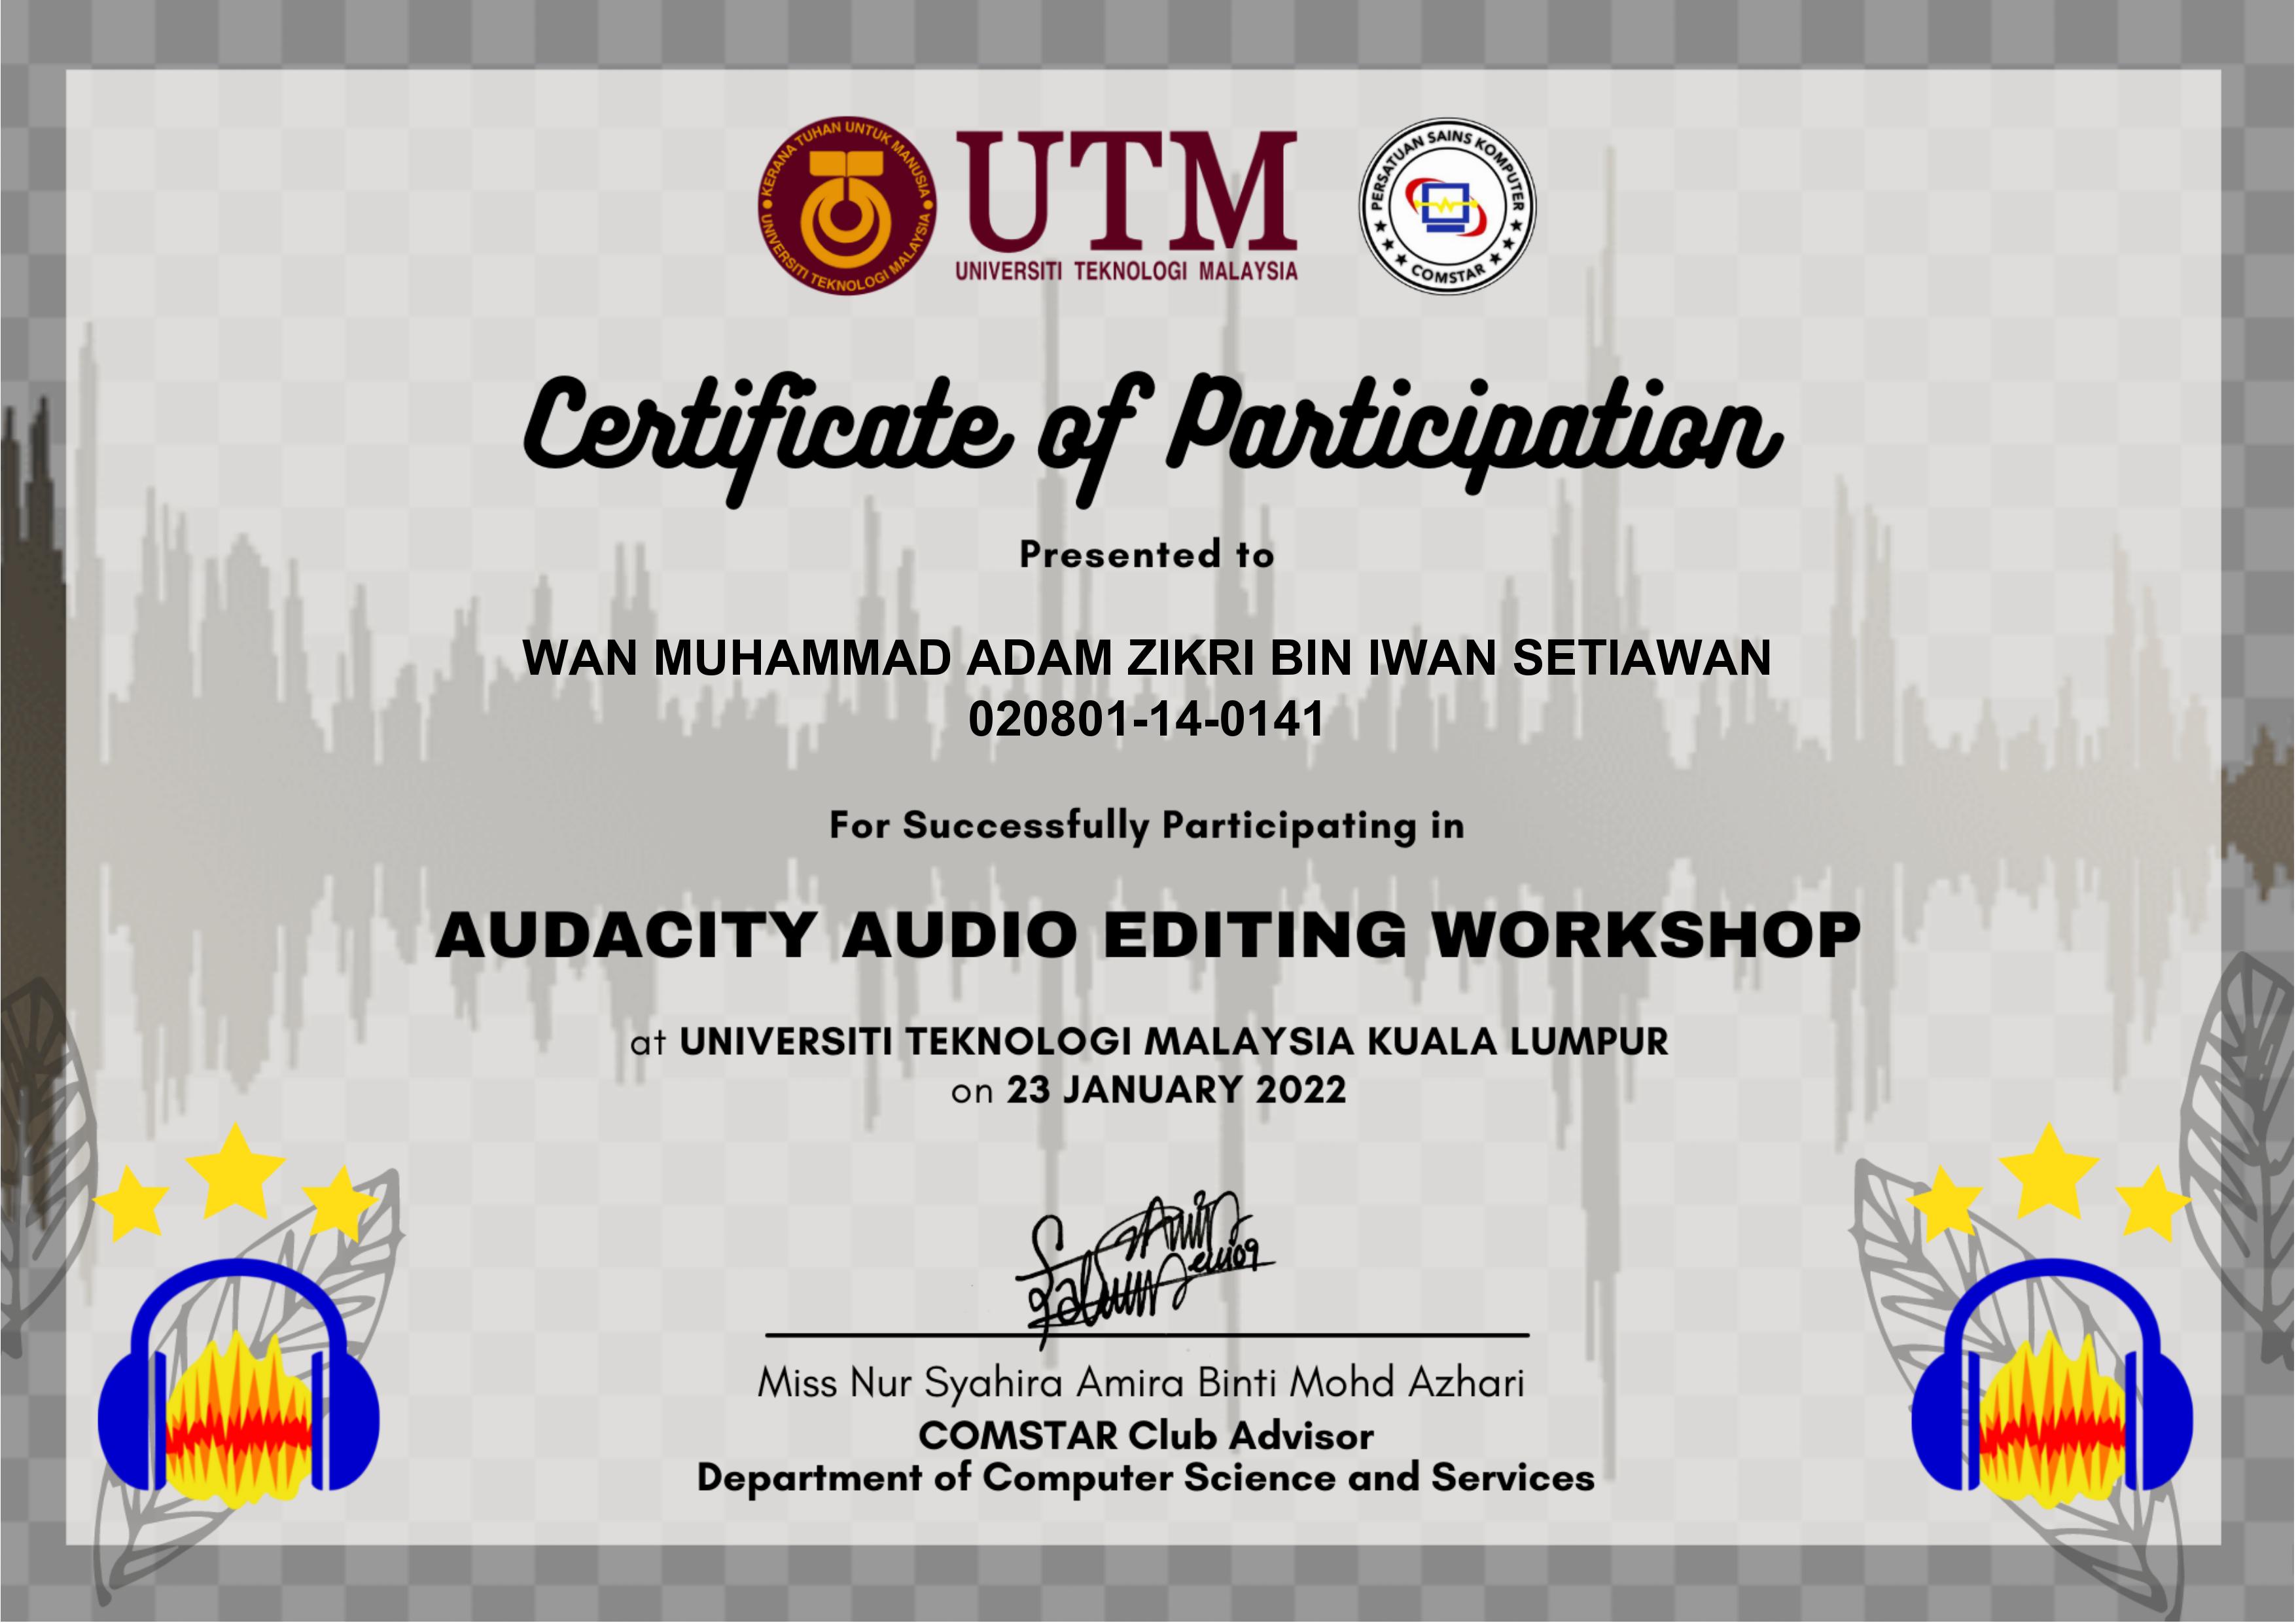 KERANA TUHAN UNTUK MANUSIA
UNIVERSITI TEKNOLOGI MALAYSIA
UTM
UNIVERSITI TEKNOLOGI MALAYSIA
PERSATUAN SAINS KOMPUTER
COMSTAR
Certificate of Participation
Presented to
WAN MUHAMMAD ADAM ZIKRI BIN IWAN SETIAWAN
020801-14-0141
For Successfully Participating in
AUDACITY AUDIO EDITING WORKSHOP
at UNIVERSITI TEKNOLOGI MALAYSIA KUALA LUMPUR
on 23 JANUARY 2022
Miss Nur Syahira Amira Binti Mohd Azhari
COMSTAR Club Advisor
Department of Computer Science and Services